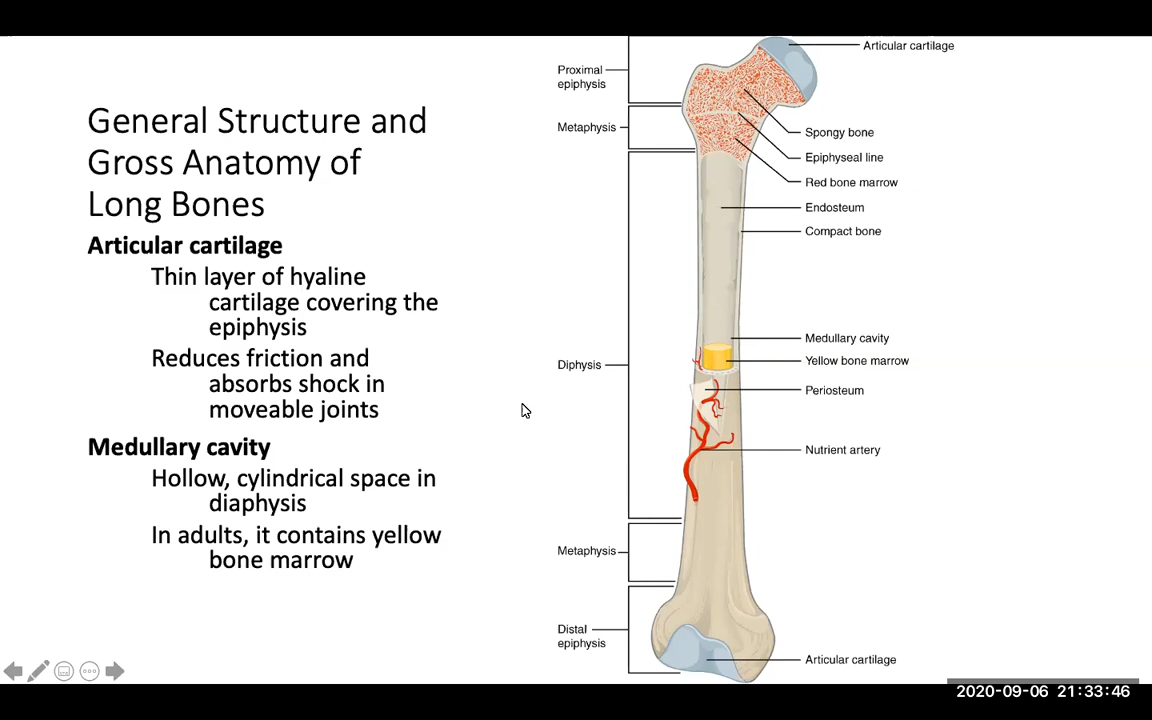 General Structure and
Gross Anatomy of
Long Bones
Articular cartilage
Thin layer of hyaline
cartilage covering the
epiphysis
Reduces friction and
absorbs shock in
moveable joints
Medullary cavity
Hollow, cylindrical space in
diaphysis
In adults, it contains yellow
bone marrow
Proximal
epiphysis
Metaphysis
Diphysis
Metaphysis
Distal
epiphysis
Articular cartilage
Spongy bone
Epiphyseal line
Red bone marrow
Endosteum
Compact bone
Medullary cavity
Yellow bone marrow
Periosteum
Nutrient artery
Articular cartilage
2020-09-06 21:33:46